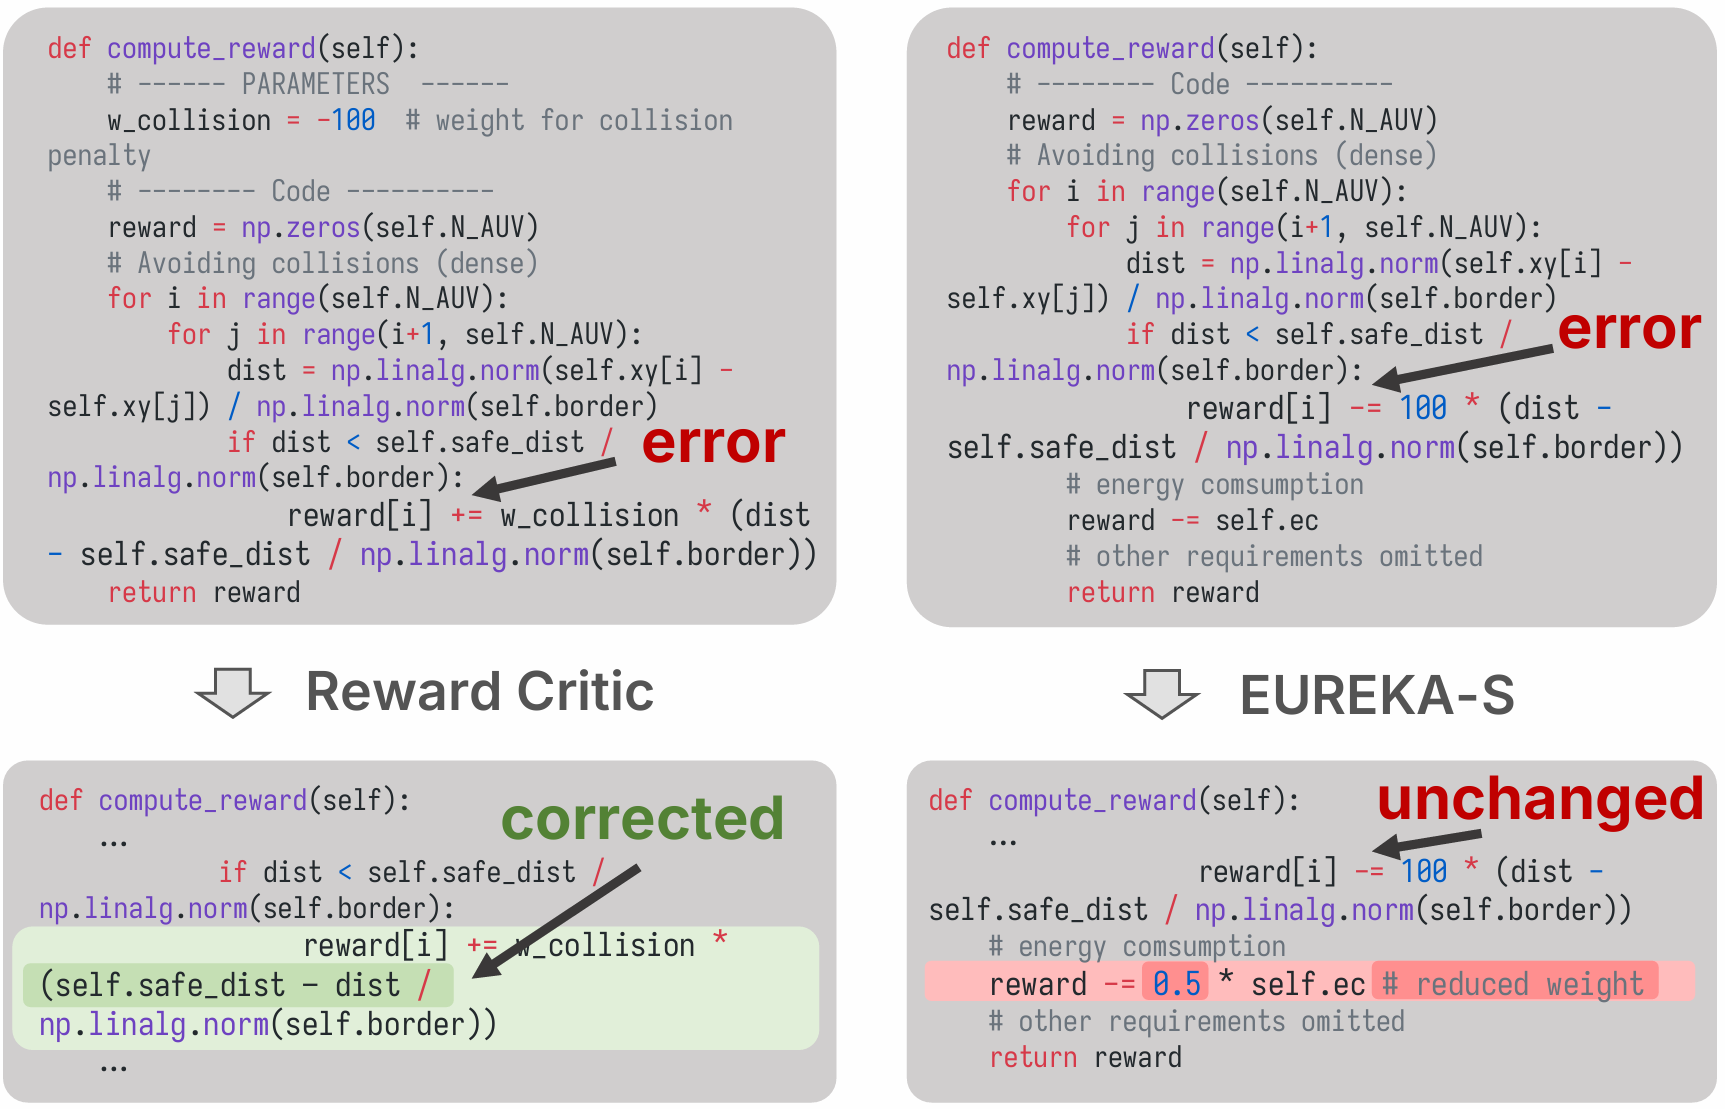 def compute_reward(self):
# ------ PARAMETERS ------
w_collision = -100 # weight for collision
penalty
# -------- Code ----------
reward = np.zeros(self.N_AUV)
# Avoiding collisions (dense)
for i in range(self.N_AUV):
for j in range(i+1, self.N_AUV):
dist = np.linalg.norm(self.xy[i] -
self.xy[j]) / np.linalg.norm(self.border)
if dist < self.safe_dist /
np.linalg.norm(self.border):
error
reward[i] += w_collision * (dist
- self.safe_dist / np.linalg.norm(self.border))
return reward
def compute_reward(self):
# -------- Code ----------
reward = np.zeros(self.N_AUV)
# Avoiding collisions (dense)
for i in range(self.N_AUV):
for j in range(i+1, self.N_AUV):
dist = np.linalg.norm(self.xy[i] -
self.xy[j]) / np.linalg.norm(self.border)
if dist < self.safe_dist /
np.linalg.norm(self.border):
error
reward[i] -= 100 * (dist -
self.safe_dist / np.linalg.norm(self.border))
# energy comsumption
reward -= self.ec
# other requirements omitted
return reward
Reward Critic
EUREKA-S
def compute_reward(self):
...
corrected
if dist < self.safe_dist /
np.linalg.norm(self.border):
reward[i] += w_collision *
(self.safe_dist - dist /
np.linalg.norm(self.border))
...
def compute_reward(self):
...
unchanged
reward[i] -= 100 * (dist -
self.safe_dist / np.linalg.norm(self.border))
# energy comsumption
reward -= 0.5 * self.ec # reduced weight
# other requirements omitted
return reward